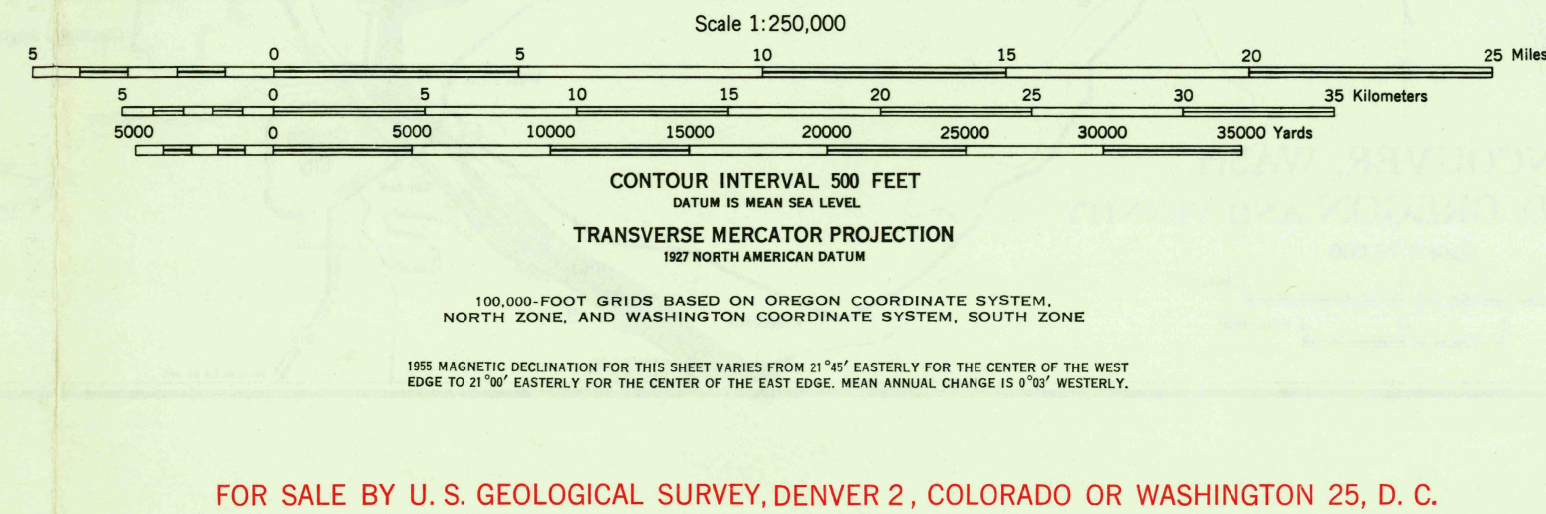 Scale 1:250,000
5 0 5 10 15 20 25 Miles
5 0 5 10 15 20 25 30 35 Kilometers
5000 0 5000 10000 15000 20000 25000 30000 35000 Yards
CONTOUR INTERVAL 500 FEET
DATUM IS MEAN SEA LEVEL
TRANSVERSE MERCATOR PROJECTION
1927 NORTH AMERICAN DATUM
100,000-FOOT GRIDS BASED ON OREGON COORDINATE SYSTEM,
NORTH ZONE, AND WASHINGTON COORDINATE SYSTEM, SOUTH ZONE
1955 MAGNETIC DECLINATION FOR THIS SHEET VARIES FROM 21°45′ EASTERLY FOR THE CENTER OF THE WEST
EDGE TO 21°00′ EASTERLY FOR THE CENTER OF THE EAST EDGE. MEAN ANNUAL CHANGE IS 0°03′ WESTERLY.
FOR SALE BY U. S. GEOLOGICAL SURVEY, DENVER 2, COLORADO OR WASHINGTON 25, D. C.